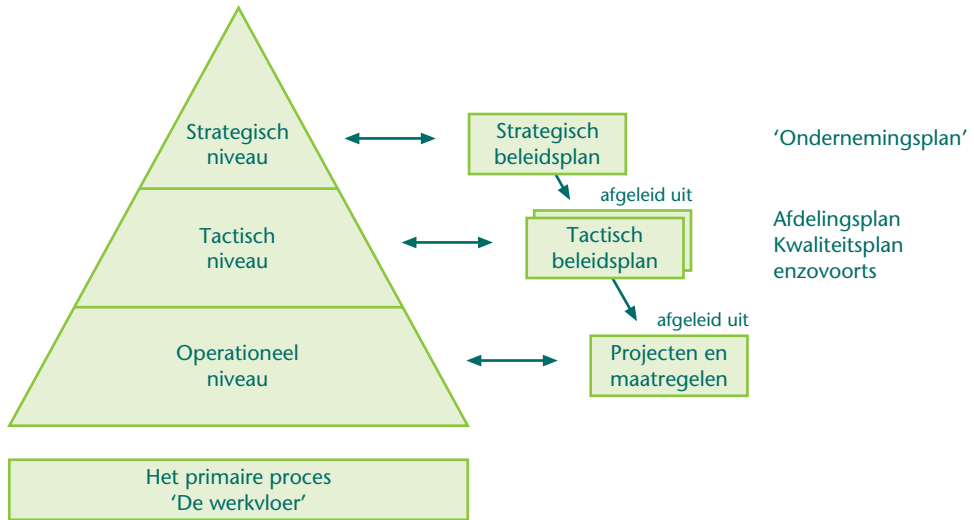 Strategisch
niveau
Strategisch
beleidsplan
‘Ondernemingsplan’
afgeleid uit
Tactisch
niveau
Tactisch
beleidsplan
Afdelingsplan
Kwaliteitsplan
enzovoorts
afgeleid uit
Operationeel
niveau
Projecten en
maatregelen
Het primaire proces
‘De werkvloer’